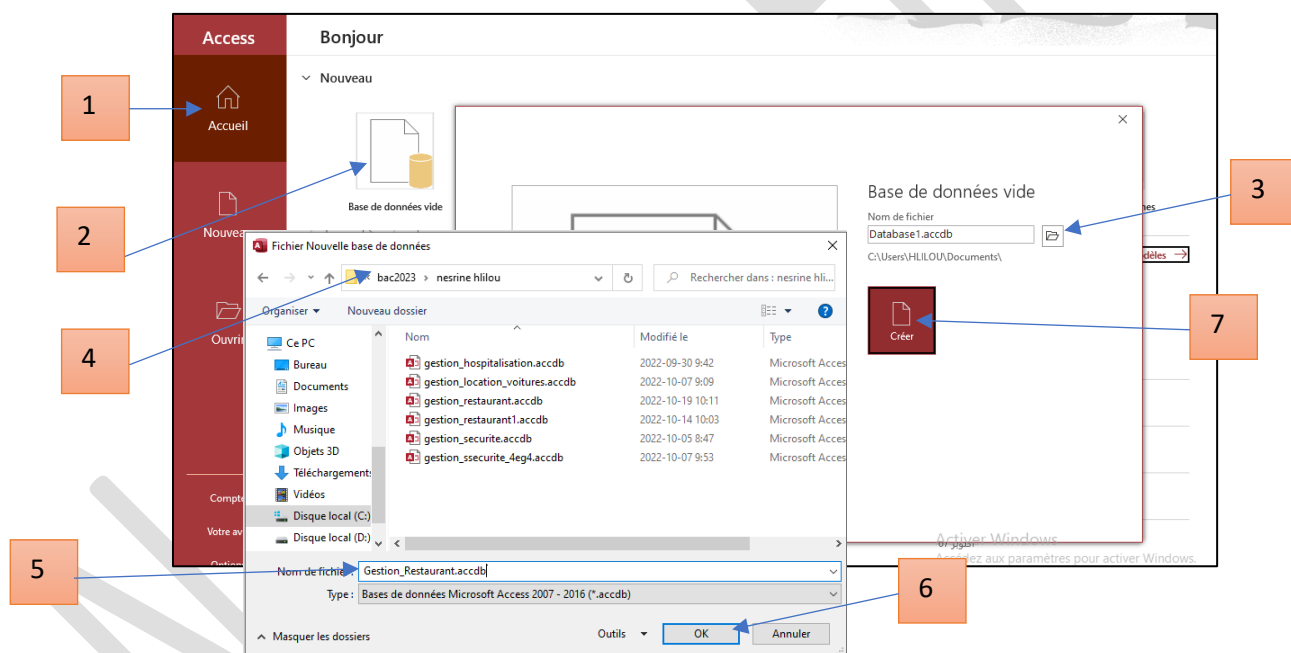 Access
Bonjour
Nouveau
1
Accueil
Base de données vide
Nom de fichier
Database1.accdb
C:\Users\HLILOU\Documents\
3
Base de données vide
2
Fichier Nouvelle base de données
bac2023 › nesrine hlilou
Rechercher dans : nesrine hli...
Organiser
Nouveau dossier
Créer
7
4
Ce PC
Nom
Modifié le
Type
Bureau
gestion_hospitalisation.accdb
2022-09-30 9:42
Microsoft Acces
Documents
gestion_location_voitures.accdb
2022-10-07 9:09
Microsoft Acces
Images
gestion_restaurant.accdb
2022-10-19 10:11
Microsoft Acces
Musique
gestion_restaurant1.accdb
2022-10-14 10:03
Microsoft Acces
Objets 3D
gestion_securite.accdb
2022-10-05 8:47
Microsoft Acces
Téléchargement
gestion_ssecurite_4eg4.accdb
2022-10-07 9:53
Microsoft Acces
Vidéos
Disque local (C:)
Disque local (D:)
Activer Windows
Accédez aux paramètres pour activer Windows.
5
Nom de fichier :
Gestion_Restaurant.accdb
Type :
Bases de données Microsoft Access 2007 - 2016 (*.accdb)
6
Masquer les dossiers
Outils
OK
Annuler